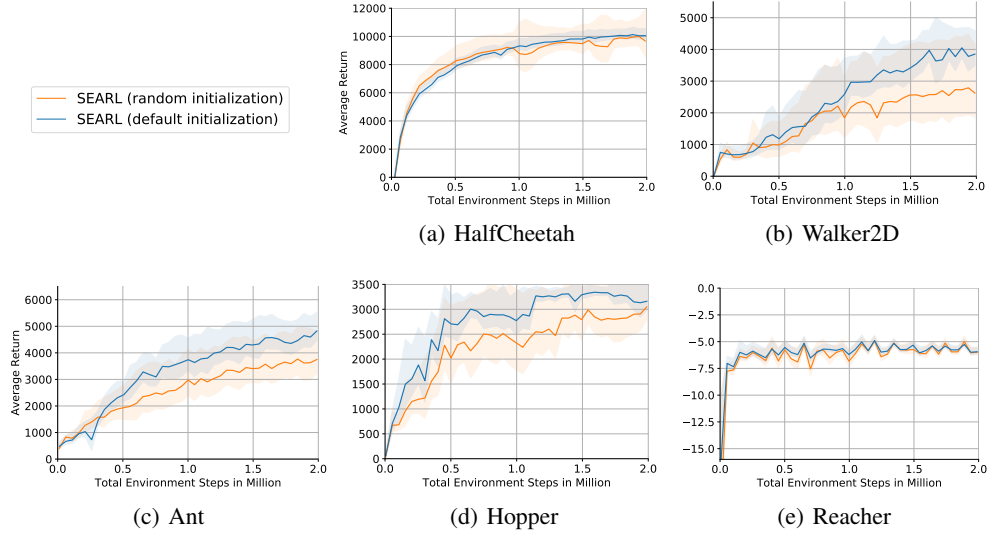 SEARL (random initialization)
SEARL (default initialization)
Average Return
12000
10000
8000
6000
4000
2000
0
0.0 0.5 1.0 1.5 2.0
Total Environment Steps in Million
(a) HalfCheetah
5000
4000
3000
2000
1000
0
0.0 0.5 1.0 1.5 2.0
Total Environment Steps in Million
(b) Walker2D
Average Return
6000
5000
4000
3000
2000
1000
0
0.0 0.5 1.0 1.5 2.0
Total Environment Steps in Million
(c) Ant
3500
3000
2500
2000
1500
1000
500
0
0.0 0.5 1.0 1.5 2.0
Total Environment Steps in Million
(d) Hopper
0.0
−2.5
−5.0
−7.5
−10.0
−12.5
−15.0
0.0 0.5 1.0 1.5 2.0
Total Environment Steps in Million
(e) Reacher